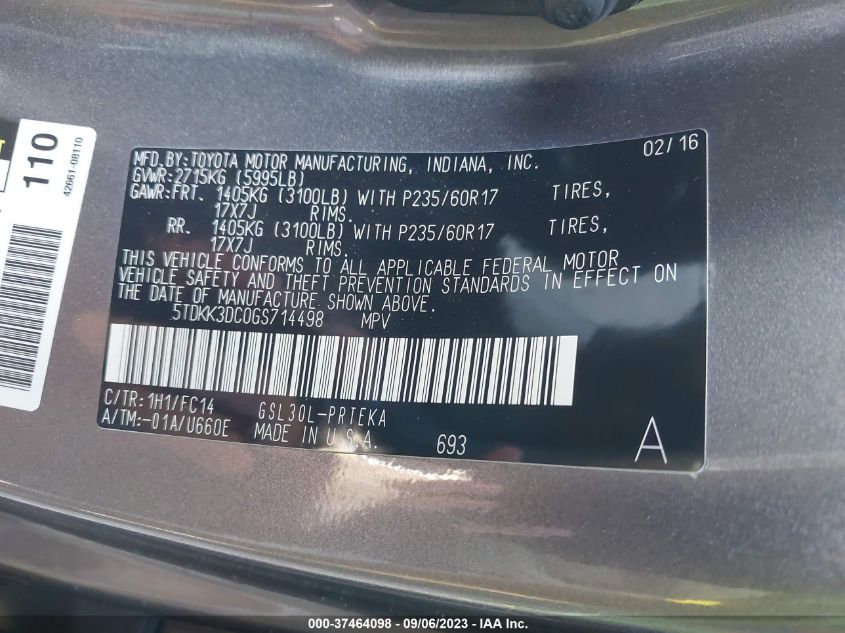 110
42661-08110
02/16
MFD.BY:TOYOTA MOTOR MANUFACTURING, INDIANA, INC.
GVWR:2715KG (5995LB)
GAWR:FRT. 1405KG (3100LB) WITH P235/60R17 TIRES,
17X7J RIMS.
RR. 1405KG (3100LB) WITH P235/60R17 TIRES,
17X7J RIMS.
THIS VEHICLE CONFORMS TO ALL APPLICABLE FEDERAL MOTOR
VEHICLE SAFETY AND THEFT PREVENTION STANDARDS IN EFFECT ON
THE DATE OF MANUFACTURE SHOWN ABOVE.
5TDKK3DC0GS714498 MPV
C/TR:1H1/FC14 GSL30L-PRTEKA
A/TM:-01A/U660E MADE IN U.S.A. 693
A
000-37464098 - 09/06/2023 - IAA Inc.